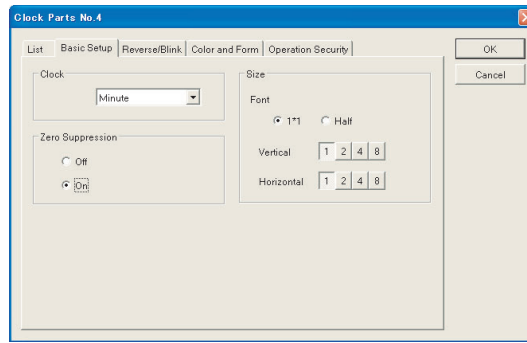 Clock Parts No.4
List Basic Setup Reverse/Blink Color and Form Operation Security
OK
Cancel
Clock
Minute
Zero Suppression
Off
On
Size
Font
1*1 Half
Vertical 1 2 4 8
Horizontal 1 2 4 8